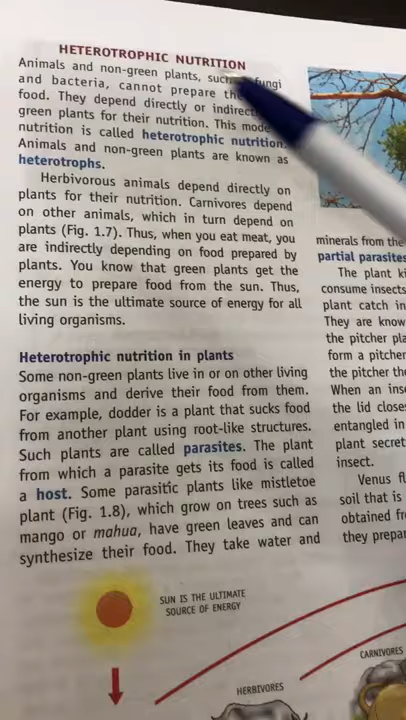 HETEROTROPHIC NUTRITION
Animals and non-green plants, such fungi
and bacteria, cannot prepare
food. They depend directly or
green plants for their nutrition. This mode
nutrition is called heterotrophic nutrition.
Animals and non-green plants are known as
heterotrophs.
Herbivorous animals depend directly on
plants for their nutrition. Carnivores depend
on other animals, which in turn depend on
plants (Fig. 1.7). Thus, when you eat meat, you
are indirectly depending on food prepared by
plants. You know that green plants get the
energy to prepare food from the sun. Thus,
the sun is the ultimate source of energy for all
living organisms.
Heterotrophic nutrition in plants
Some non-green plants live in or on other living
organisms and derive their food from them.
For example, dodder is a plant that sucks food
from another plant using root-like structures.
Such plants are called parasites. The plant
from which a parasite gets its food is called
a host. Some parasitic plants like mistletoe
plant (Fig. 1.8), which grow on trees such as
mango or mahua, have green leaves and can
synthesize their food. They take water and
minerals from the
partial parasites
The plant
consume insects
plant catch in
They are know
the pitcher
form a pitcher
the pitcher
When an
the lid closes
entangled in
plant secret
insect.
Venus
soil that is
obtained
they
SUN IS THE ULTIMATE
SOURCE OF ENERGY
HERBIVORES
CARNIVORES